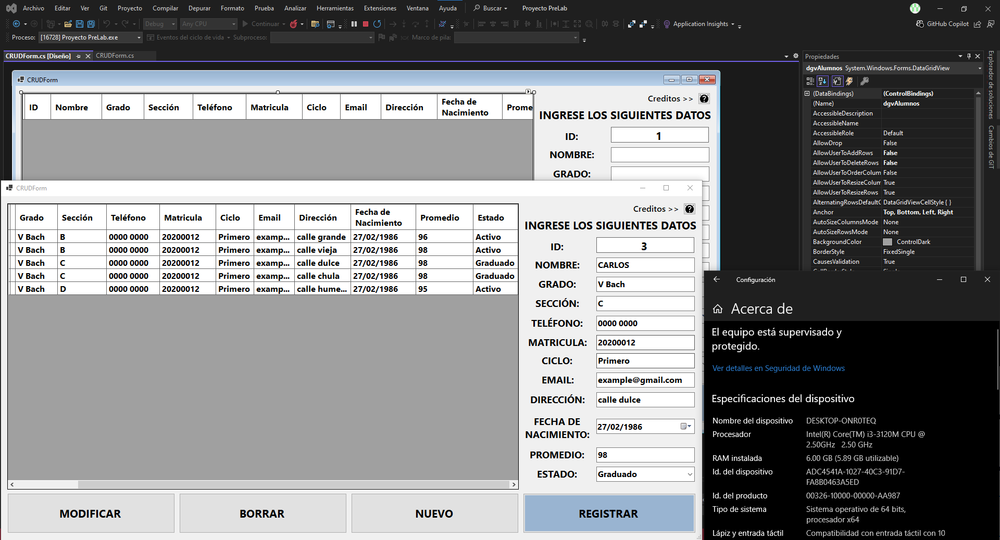 Archivo Editar Ver Git Proyecto Compilar Depurar Formato Prueba Analizar Herramientas Extensiones Ventana Ayuda Buscar Proyecto PreLab
Debug Any CPU Continuar Application Insights GitHub Copilot
Proceso: [16728] Proyecto PreLab.exe Eventos del ciclo de vida Subproceso: Marco de pila:
CRUDForm.cs [Diseño] CRUDForm.cs
CRUDForm
ID Nombre Grado Sección Teléfono Matricula Ciclo Email Dirección Fecha de Nacimiento Prome
Creditos >>
INGRESE LOS SIGUIENTES DATOS
ID: 1
NOMBRE:
GRADO:
CRUDForm
Grado Sección Teléfono Matricula Ciclo Email Dirección Fecha de Nacimiento Promedio Estado
V Bach B 0000 0000 20200012 Primero examp... calle grande 27/02/1986 96 Activo
V Bach B 0000 0000 20200012 Primero examp... calle vieja 27/02/1986 98 Activo
V Bach C 0000 0000 20200012 Primero examp... calle dulce 27/02/1986 98 Graduado
V Bach C 0000 0000 20200012 Primero examp... calle chula 27/02/1986 98 Graduado
V Bach D 0000 0000 20200012 Primero examp... calle hume... 27/02/1986 95 Activo
Creditos >>
INGRESE LOS SIGUIENTES DATOS
ID: 3
NOMBRE: CARLOS
GRADO: V Bach
SECCIÓN: C
TELÉFONO: 0000 0000
MATRICULA: 20200012
CICLO: Primero
EMAIL: example@gmail.com
DIRECCIÓN: calle dulce
FECHA DE
NACIMIENTO: 27/02/1986
PROMEDIO: 98
ESTADO: Graduado
MODIFICAR BORRAR NUEVO REGISTRAR
Propiedades
dgvAlumnos System.Windows.Forms.DataGridView
(DataBindings) (ControlBindings)
(Name) dgvAlumnos
AccessibleDescription
AccessibleName
AccessibleRole Default
AllowDrop False
AllowUserToAddRows False
AllowUserToDeleteRows False
AllowUserToOrderColum False
AllowUserToResizeColum True
AllowUserToResizeRows True
AlternatingRowsDefaultC DataGridViewCellStyle { }
Anchor Top, Bottom, Left, Right
AutoSizeColumnsMode None
AutoSizeRowsMode None
BackgroundColor ControlDark
BorderStyle FixedSingle
CausesValidation True
Explorador de soluciones
Cambios de GIT
Configuración
Acerca de
El equipo está supervisado y
protegido.
Ver detalles en Seguridad de Windows
Especificaciones del dispositivo
Nombre del dispositivo DESKTOP-ONR0TEQ
Procesador Intel(R) Core(TM) i3-3120M CPU @
2.50GHz 2.50 GHz
RAM instalada 6.00 GB (5.89 GB utilizable)
Id. del dispositivo ADC4541A-1027-40C3-91D7-
FA8B0463A5ED
Id. del producto 00326-10000-00000-AA987
Tipo de sistema Sistema operativo de 64 bits,
procesador x64
Lápiz y entrada táctil Compatibilidad con entrada táctil con 10